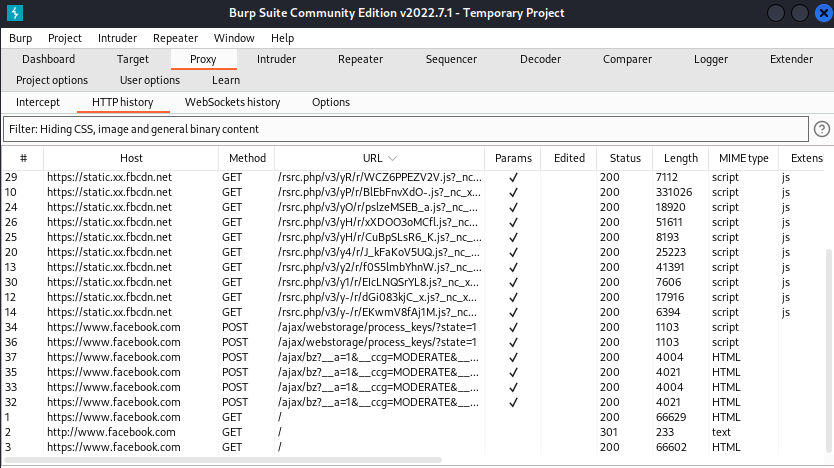 Burp Suite Community Edition v2022.7.1 - Temporary Project
Burp Project Intruder Repeater Window Help
Dashboard Target Proxy Intruder Repeater Sequencer Decoder Comparer Logger Extender
Project options User options Learn
Intercept HTTP history WebSockets history Options
Filter: Hiding CSS, image and general binary content ?
# Host Method URL Params Edited Status Length MIME type Extensi
29 https://static.xx.fbcdn.net GET /rsrc.php/v3/yR/r/WCZ6PPEZV2V.js?_nc... ✓ 200 7112 script js
10 https://static.xx.fbcdn.net GET /rsrc.php/v3/yP/r/BlEbFnvXdO-.js?_nc_x... ✓ 200 331026 script js
24 https://static.xx.fbcdn.net GET /rsrc.php/v3/yO/r/pslzeMSEB_a.js?_nc... ✓ 200 18920 script js
26 https://static.xx.fbcdn.net GET /rsrc.php/v3/yH/r/xXDOO3oMCfl.js?_nc... ✓ 200 51611 script js
25 https://static.xx.fbcdn.net GET /rsrc.php/v3/yH/r/CuBpSLsR6_K.js?_nc... ✓ 200 8193 script js
20 https://static.xx.fbcdn.net GET /rsrc.php/v3/y4/r/J_kFaKoV5UQ.js?_nc... ✓ 200 25223 script js
13 https://static.xx.fbcdn.net GET /rsrc.php/v3/y2/r/f0S5lmbYhnW.js?_nc... ✓ 200 41391 script js
30 https://static.xx.fbcdn.net GET /rsrc.php/v3/y1/r/EIcLNQSrYL8.js?_nc... ✓ 200 7606 script js
12 https://static.xx.fbcdn.net GET /rsrc.php/v3/y-/r/dGi083kjC_x.js?_nc_x... ✓ 200 17916 script js
14 https://static.xx.fbcdn.net GET /rsrc.php/v3/y-/r/EKwmV8fAj1M.js?_nc... ✓ 200 6394 script js
34 https://www.facebook.com POST /ajax/webstorage/process_keys/?state=1 ✓ 200 1103 script
36 https://www.facebook.com POST /ajax/webstorage/process_keys/?state=1 ✓ 200 1103 script
37 https://www.facebook.com POST /ajax/bz?__a=1&__ccg=MODERATE&__... ✓ 200 4004 HTML
35 https://www.facebook.com POST /ajax/bz?__a=1&__ccg=MODERATE&__... ✓ 200 4021 HTML
33 https://www.facebook.com POST /ajax/bz?__a=1&__ccg=MODERATE&__... ✓ 200 4004 HTML
32 https://www.facebook.com POST /ajax/bz?__a=1&__ccg=MODERATE&__... ✓ 200 4021 HTML
1 https://www.facebook.com GET / 200 66629 HTML
2 http://www.facebook.com GET / 301 233 text
3 https://www.facebook.com GET / 200 66602 HTML